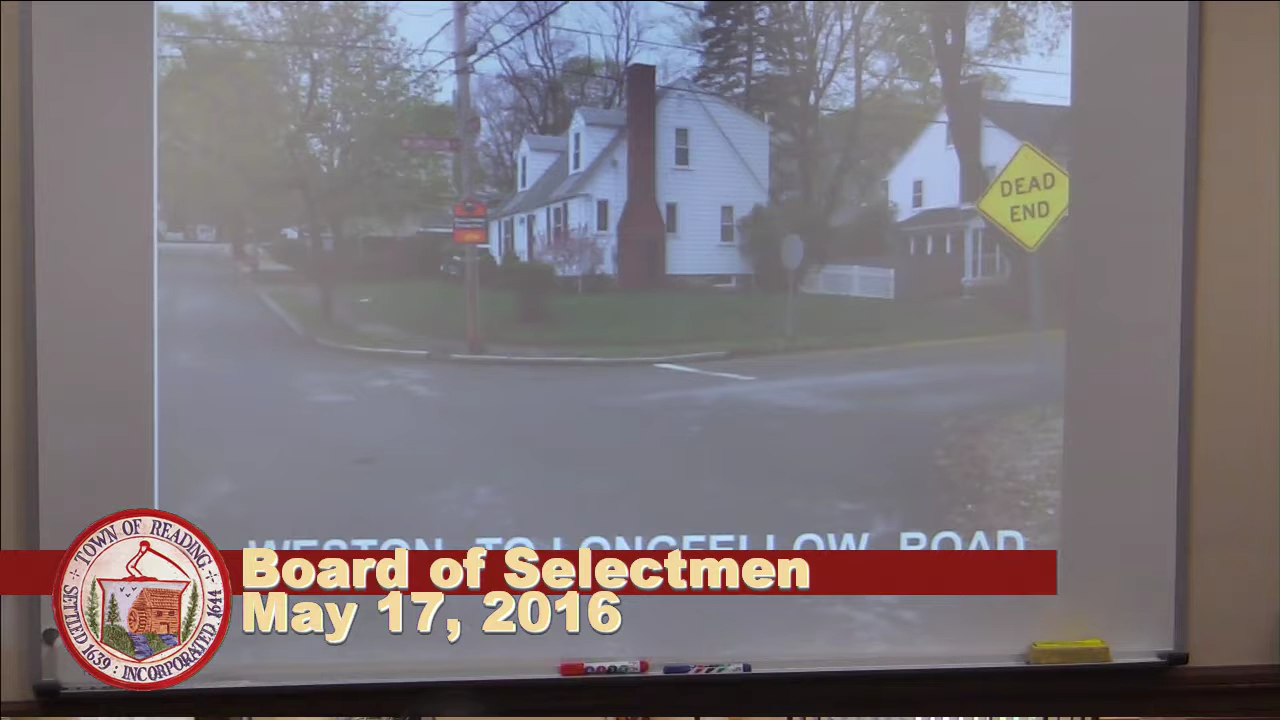 DEAD
END
WESTON TO LONGFELLOW ROAD
TOWN OF READING
SETTLED 1639 : INCORPORATED 1644
Board of Selectmen
May 17, 2016